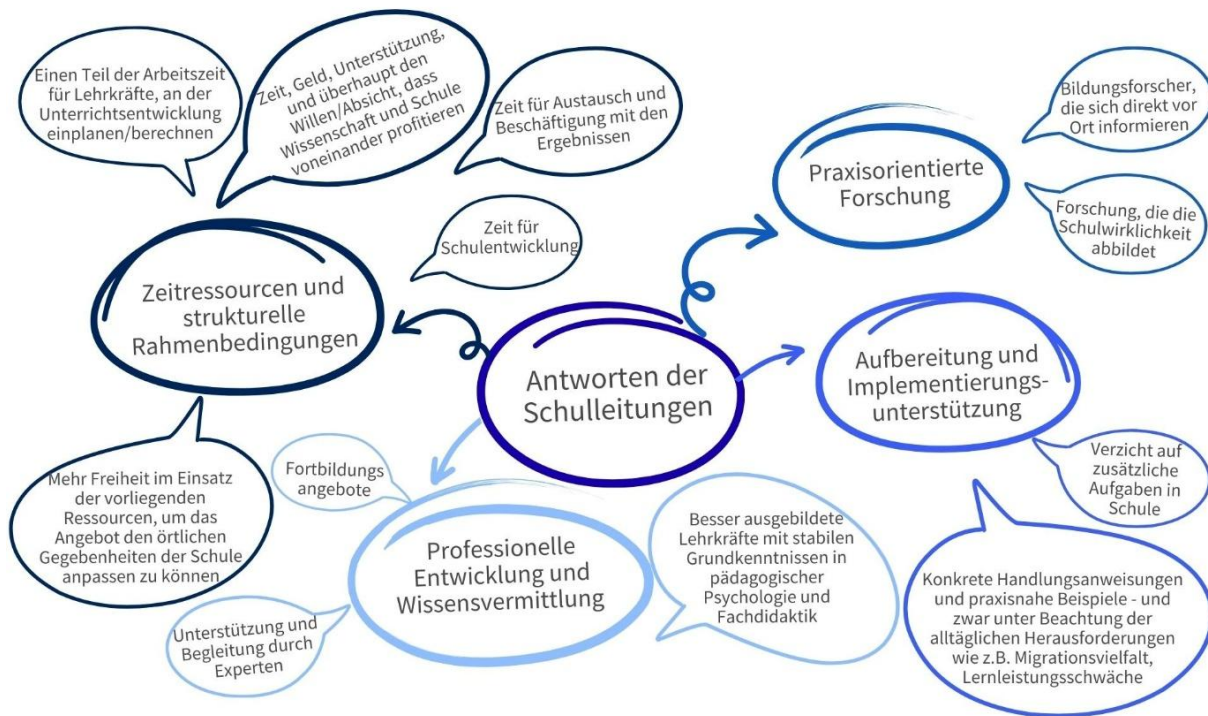 Einen Teil der Arbeitszeit
für Lehrkräfte, an der
Unterrichtsentwicklung
einplanen/berechnen
Zeit, Geld, Unterstützung,
und überhaupt den
Willen/Absicht, dass
Wissenschaft und Schule
voneinander profitieren
Zeit für Austausch und
Beschäftigung mit den
Ergebnissen
Zeit für
Schulentwicklung
Zeitressourcen und
strukturelle
Rahmenbedingungen
Mehr Freiheit im Einsatz
der vorliegenden
Ressourcen, um das
Angebot den örtlichen
Gegebenheiten der Schule
anpassen zu können
Antworten der
Schulleitungen
Praxisorientierte
Forschung
Bildungsforscher,
die sich direkt vor
Ort informieren
Forschung, die die
Schulwirklichkeit
abbildet
Aufbereitung und
Implementierungs-
unterstützung
Verzicht auf
zusätzliche
Aufgaben in
Schule
Konkrete Handlungsanweisungen
und praxisnahe Beispiele - und
zwar unter Beachtung der
alltäglichen Herausforderungen
wie z.B. Migrationsvielfalt,
Lernleistungsschwäche
Fortbildungs
angebote
Professionelle
Entwicklung und
Wissensvermittlung
Unterstützung und
Begleitung durch
Experten
Besser ausgebildete
Lehrkräfte mit stabilen
Grundkenntnissen in
pädagogischer
Psychologie und
Fachdidaktik